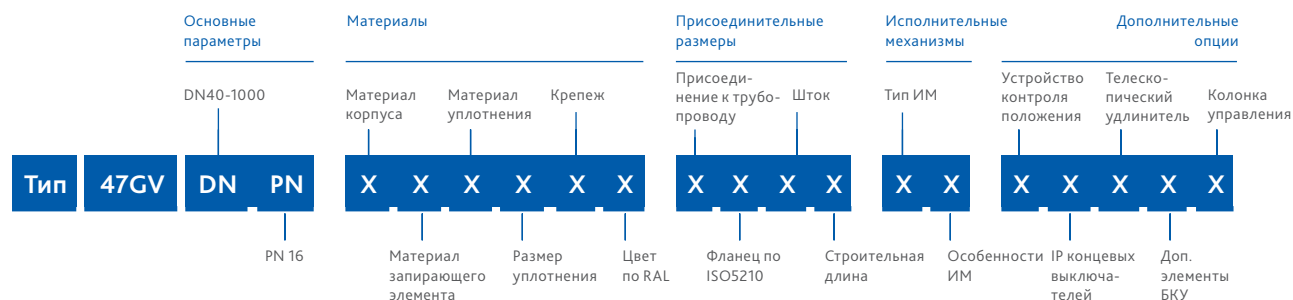 Основные
параметры
Материалы
Присоединительные
размеры
Исполнительные
механизмы
Дополнительные
опции
DN40-1000
Материал
корпуса
Материал
уплотнения
Крепеж
Присоеди-
нение к трубо-
проводу
Шток
Тип ИМ
Устройство
контроля
положения
Телеско-
пический
удлинитель
Колонка
управления
Тип 47GV DN PN X X X X X X X X X X X X X X X X X
PN 16
Материал
запирающего
элемента
Размер
уплотнения
Цвет
по RAL
Фланец по
ISO5210
Строительная
длина
Особенности
ИМ
IP концевых
выключа-
телей
Доп.
элементы
БКУ